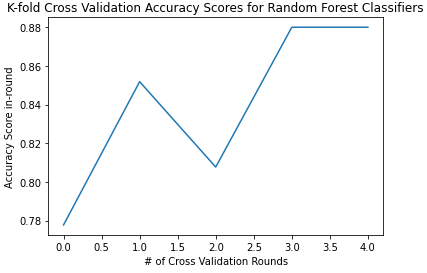 K-fold Cross Validation Accuracy Scores for Random Forest Classifiers
0.88
0.86
0.84
0.82
0.80
0.78
Accuracy Score in-round
0.0 0.5 1.0 1.5 2.0 2.5 3.0 3.5 4.0
# of Cross Validation Rounds